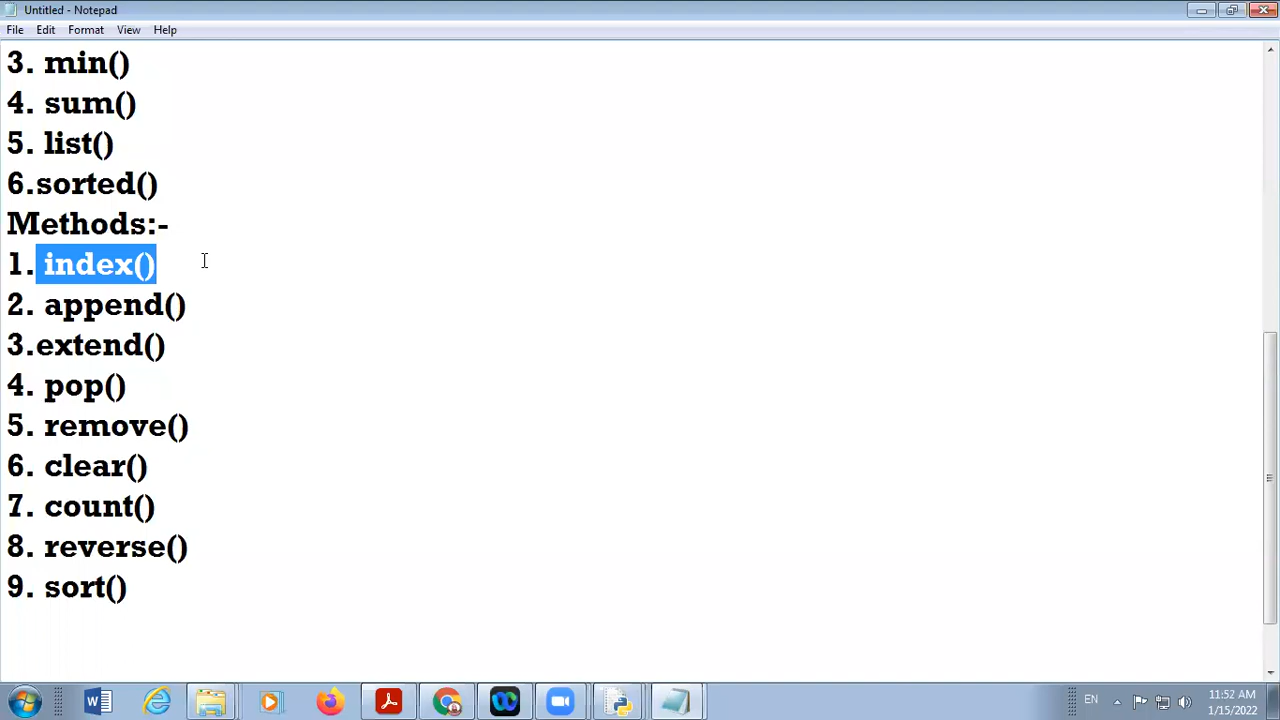 Untitled - Notepad
File Edit Format View Help
3. min()
4. sum()
5. list()
6.sorted()
Methods:-
1. index()
2. append()
3.extend()
4. pop()
5. remove()
6. clear()
7. count()
8. reverse()
9. sort()
EN
11:52 AM
1/15/2022